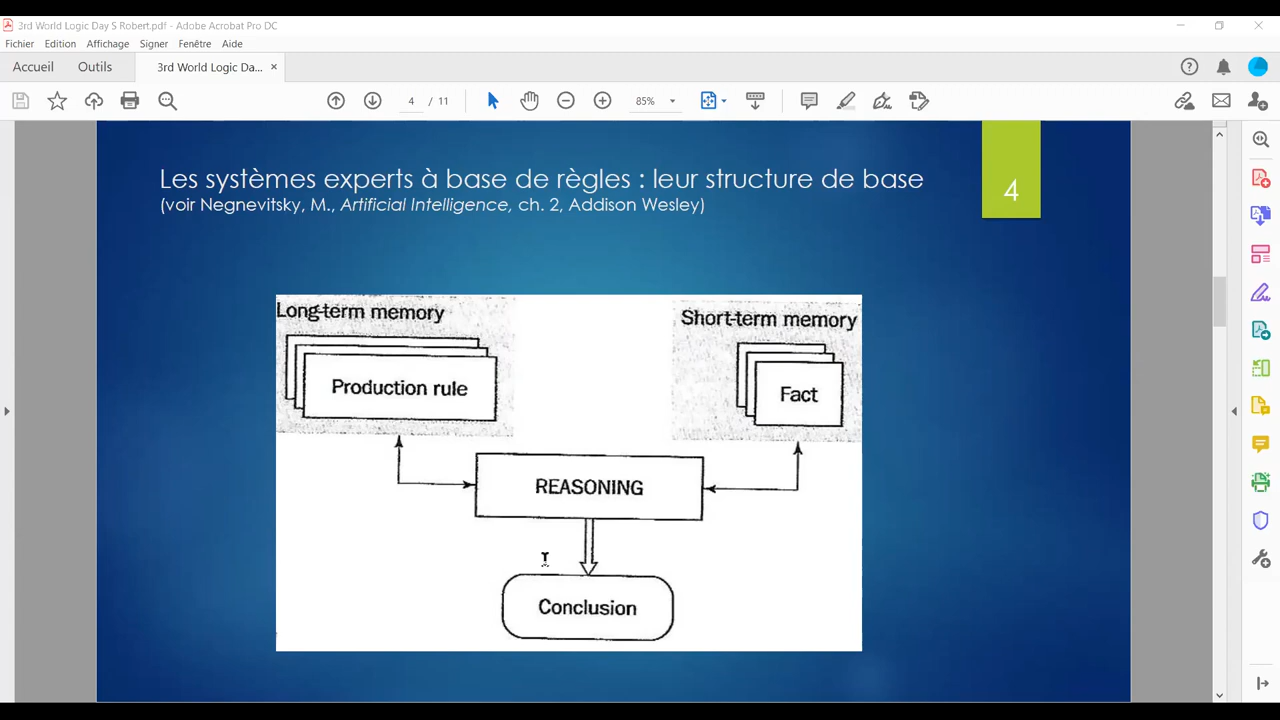 3rd World Logic Day S Robert.pdf - Adobe Acrobat Pro DC
Fichier Edition Affichage Signer Fenêtre Aide
Accueil Outils 3rd World Logic Da... ×
4 / 11 85%
Les systèmes experts à base de règles : leur structure de base
4
(voir Negnevitsky, M., Artificial Intelligence, ch. 2, Addison Wesley)
Long-term memory
Short-term memory
Production rule
Fact
REASONING
Conclusion